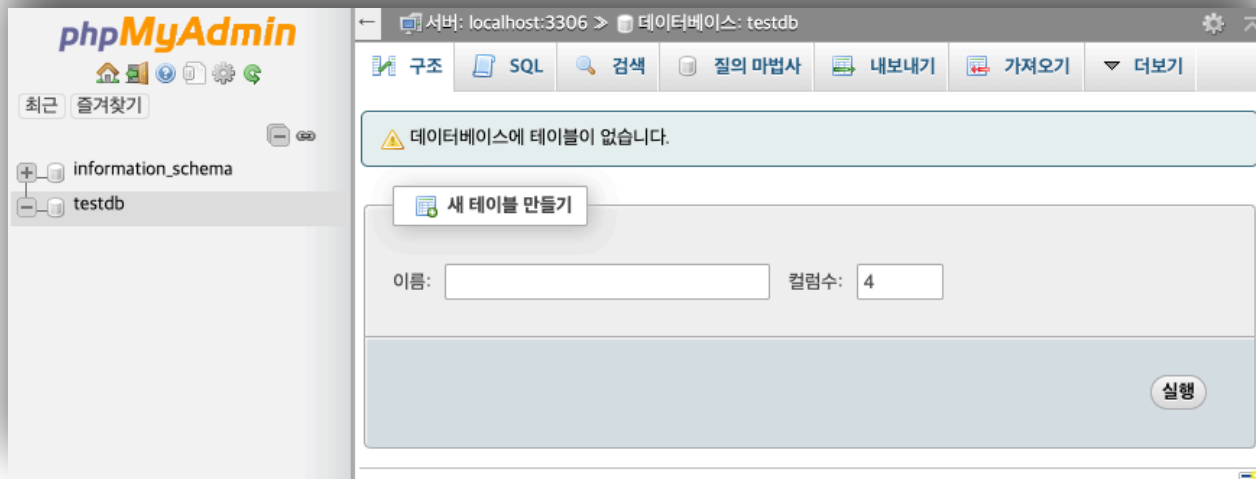 phpMyAdmin
최근 즐겨찾기
information_schema
testdb
← 서버: localhost:3306 » 데이터베이스: testdb
구조 SQL 검색 질의 마법사 내보내기 가져오기 더보기
데이터베이스에 테이블이 없습니다.
새 테이블 만들기
이름: 컬럼수: 4
실행